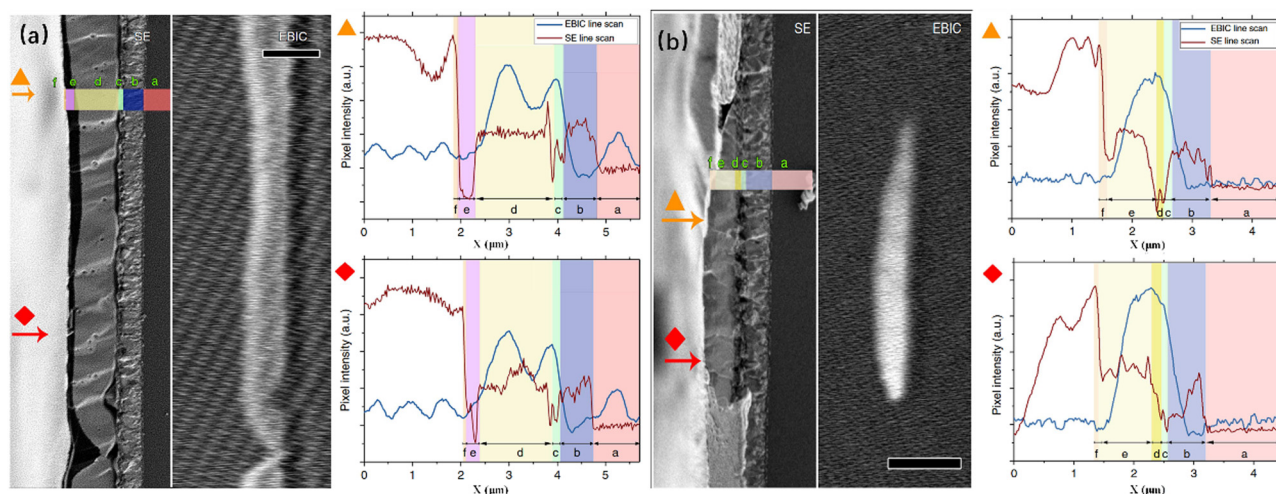 (a)
SE
EBIC
f e d c b a
EBIC line scan
SE line scan
Pixel intensity (a.u.)
f e d c b a
0 1 2 3 4 5
X (μm)
Pixel intensity (a.u.)
f e d c b a
0 1 2 3 4 5
X (μm)
(b)
SE
EBIC
f e d c b a
EBIC line scan
SE line scan
Pixel intensity (a.u.)
f e d c b a
0 1 2 3 4
X (μm)
Pixel intensity (a.u.)
f e d c b a
0 1 2 3 4
X (μm)